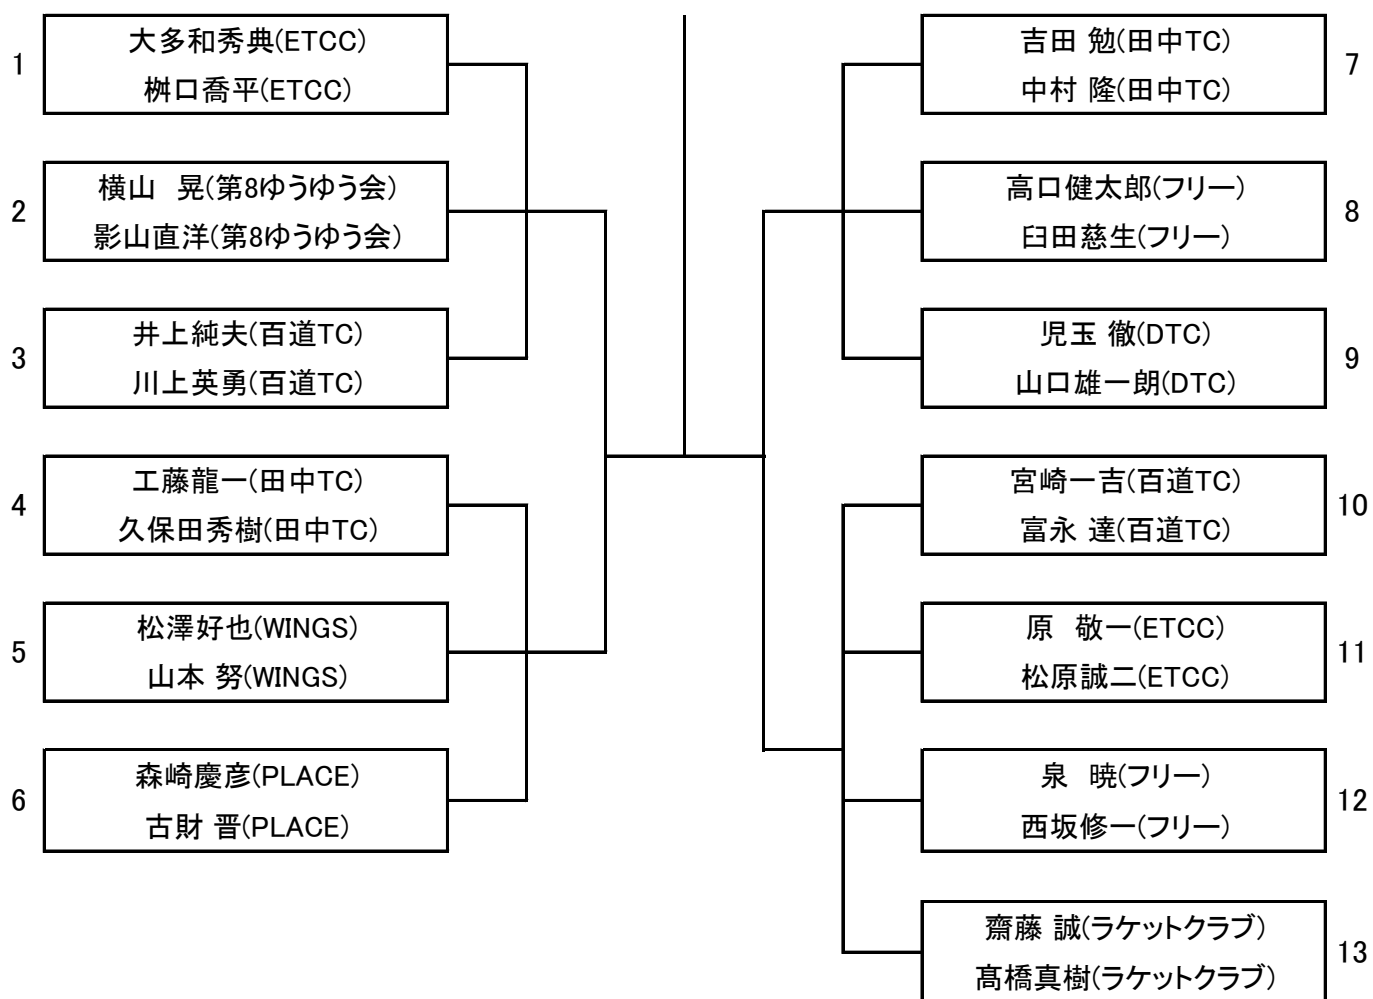 1
大多和秀典(ETCC)
桝口喬平(ETCC)
2
横山　晃(第8ゆうゆう会)
影山直洋(第8ゆうゆう会)
3
井上純夫(百道TC)
川上英勇(百道TC)
4
工藤龍一(田中TC)
久保田秀樹(田中TC)
5
松澤好也(WINGS)
山本 努(WINGS)
6
森崎慶彦(PLACE)
古財 晋(PLACE)
吉田 勉(田中TC)
中村 隆(田中TC)
7
高口健太郎(フリー)
臼田慈生(フリー)
8
児玉 徹(DTC)
山口雄一朗(DTC)
9
宮崎一吉(百道TC)
富永 達(百道TC)
10
原　敬一(ETCC)
松原誠二(ETCC)
11
泉　暁(フリー)
西坂修一(フリー)
12
齋藤 誠(ラケットクラブ)
髙橋真樹(ラケットクラブ)
13